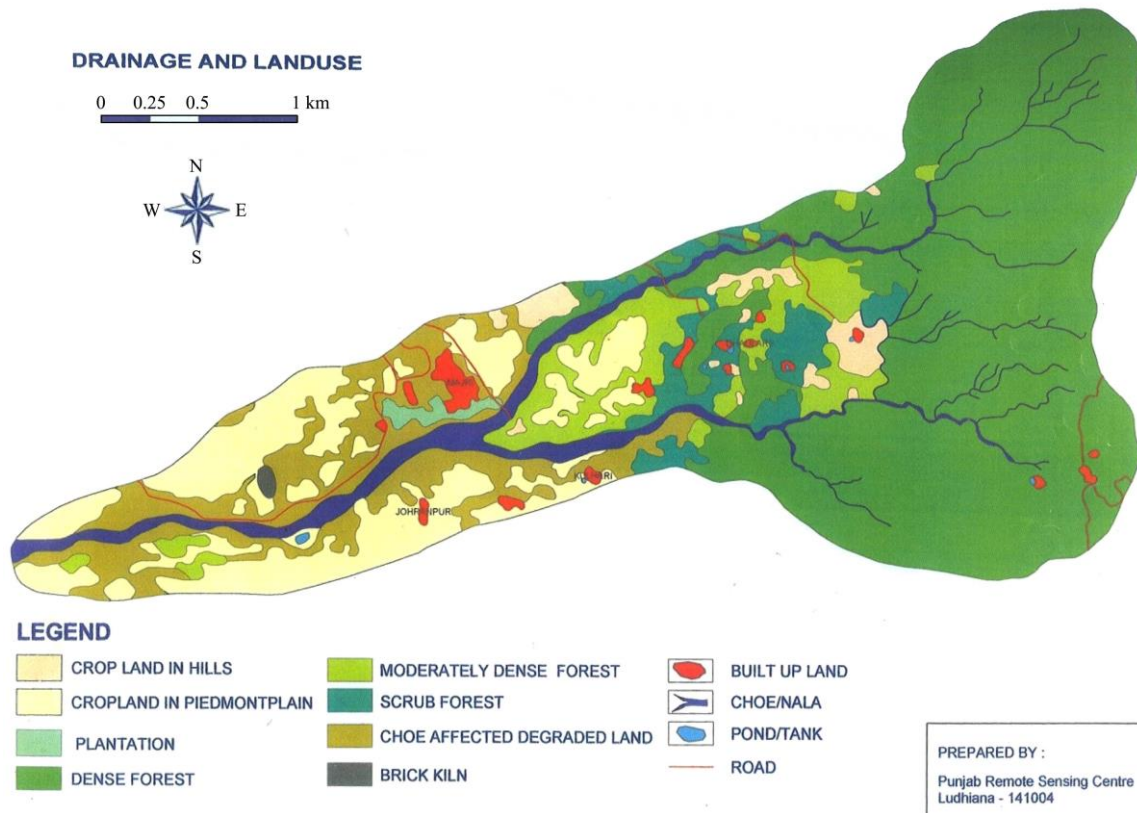 DRAINAGE AND LANDUSE
0 0.25 0.5 1 km
N
W E
S
MAJRI
JOHRANPUR
LEGEND
CROP LAND IN HILLS
CROPLAND IN PIEDMONTPLAIN
PLANTATION
DENSE FOREST
MODERATELY DENSE FOREST
SCRUB FOREST
CHOE AFFECTED DEGRADED LAND
BRICK KILN
BUILT UP LAND
CHOE/NALA
POND/TANK
ROAD
PREPARED BY :
Punjab Remote Sensing Centre
Ludhiana - 141004